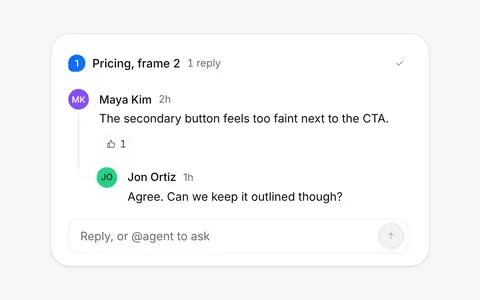 1 Pricing, frame 2 1 reply
MK Maya Kim 2h
The secondary button feels too faint next to the CTA.
1
JO Jon Ortiz 1h
Agree. Can we keep it outlined though?
Reply, or @agent to ask